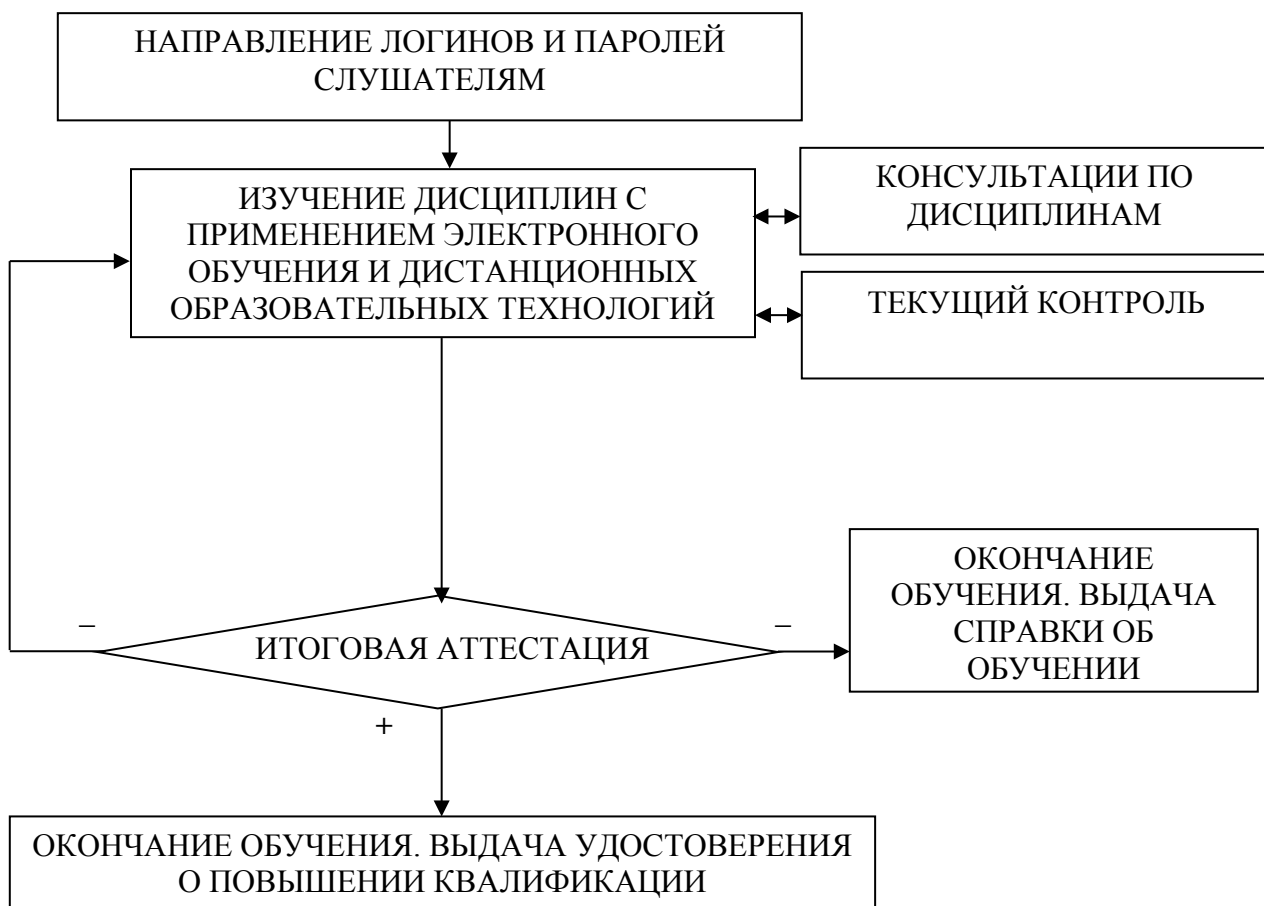 НАПРАВЛЕНИЕ ЛОГИНОВ И ПАРОЛЕЙ
СЛУШАТЕЛЯМ
ИЗУЧЕНИЕ ДИСЦИПЛИН С
ПРИМЕНЕНИЕМ ЭЛЕКТРОННОГО
ОБУЧЕНИЯ И ДИСТАНЦИОННЫХ
ОБРАЗОВАТЕЛЬНЫХ ТЕХНОЛОГИЙ
КОНСУЛЬТАЦИИ ПО
ДИСЦИПЛИНАМ
ТЕКУЩИЙ КОНТРОЛЬ
–
ИТОГОВАЯ АТТЕСТАЦИЯ
–
ОКОНЧАНИЕ
ОБУЧЕНИЯ. ВЫДАЧА
СПРАВКИ ОБ
ОБУЧЕНИИ
+
ОКОНЧАНИЕ ОБУЧЕНИЯ. ВЫДАЧА УДОСТОВЕРЕНИЯ
О ПОВЫШЕНИИ КВАЛИФИКАЦИИ